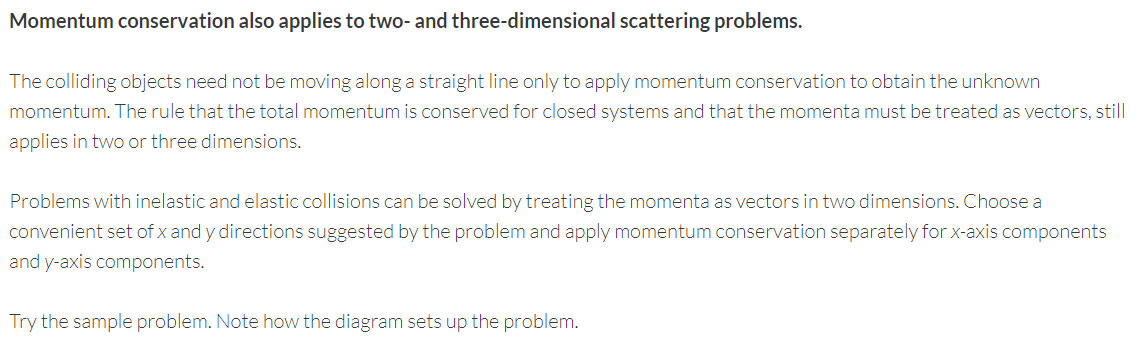 Momentum conservation also applies to two- and three-dimensional scattering problems.
The colliding objects need not be moving along a straight line only to apply momentum conservation to obtain the unknown
momentum. The rule that the total momentum is conserved for closed systems and that the momenta must be treated as vectors, still
applies in two or three dimensions.
Problems with inelastic and elastic collisions can be solved by treating the momenta as vectors in two dimensions. Choose a
convenient set of x and y directions suggested by the problem and apply momentum conservation separately for x-axis components
and y-axis components.
Try the sample problem. Note how the diagram sets up the problem.